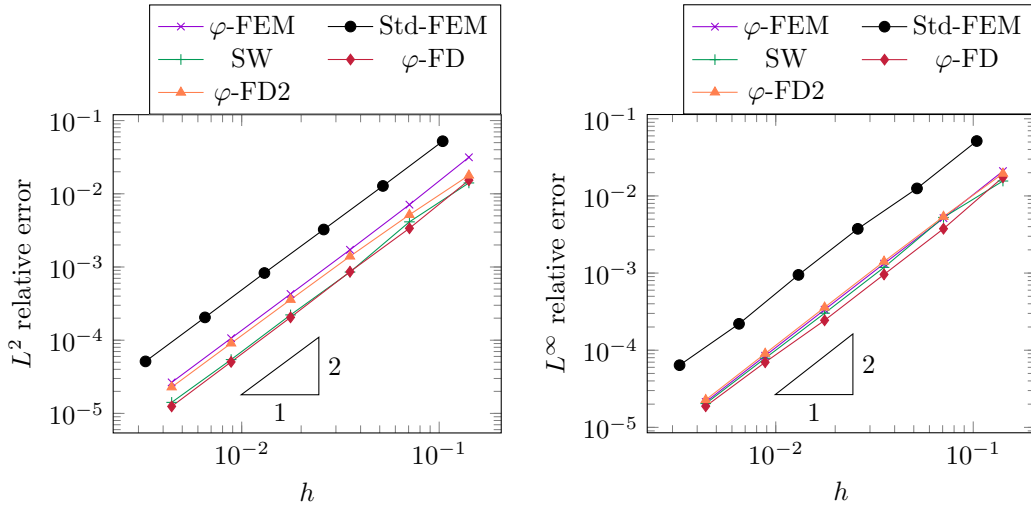 φ-FEM Std-FEM
SW φ-FD
φ-FD2
10⁻¹
10⁻²
10⁻³
10⁻⁴
10⁻⁵
L² relative error
2
1
10⁻² 10⁻¹
h
φ-FEM Std-FEM
SW φ-FD
φ-FD2
10⁻¹
10⁻²
10⁻³
10⁻⁴
10⁻⁵
L∞ relative error
2
1
10⁻² 10⁻¹
h